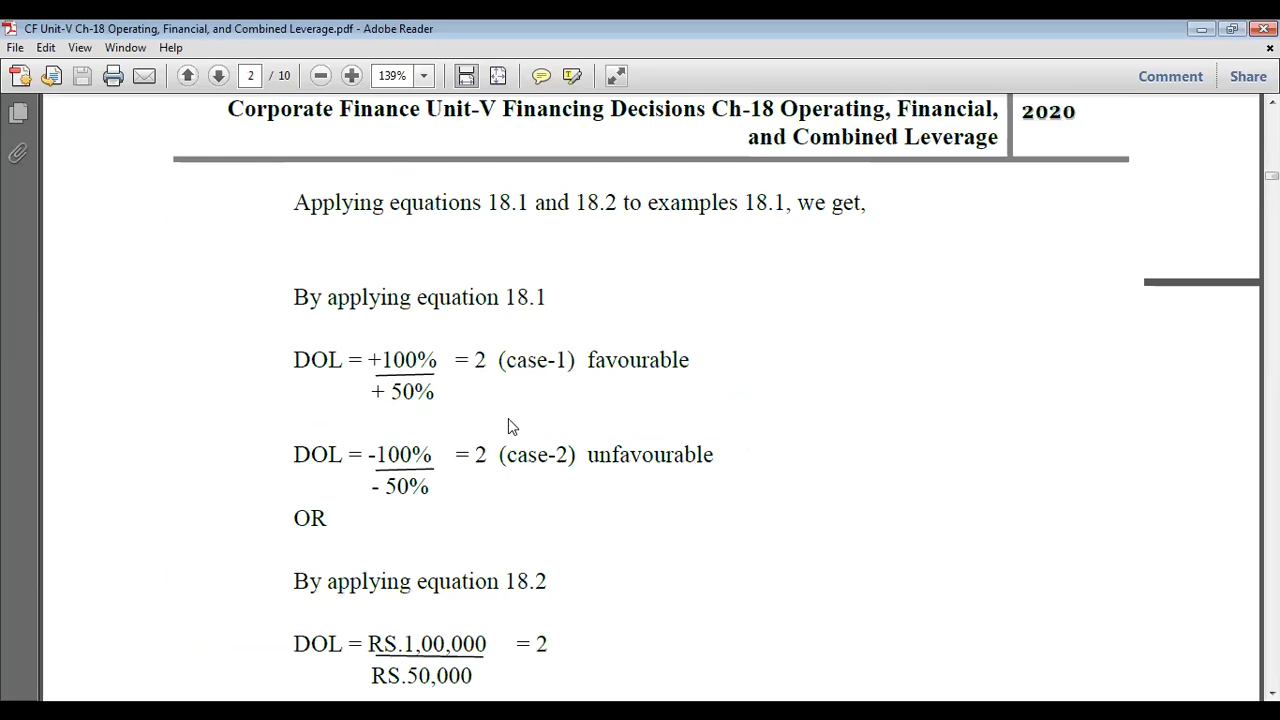 CF Unit-V Ch-18 Operating, Financial, and Combined Leverage.pdf - Adobe Reader
File Edit View Window Help
2 / 10 139% Comment Share
Corporate Finance Unit-V Financing Decisions Ch-18 Operating, Financial, 2020
and Combined Leverage
Applying equations 18.1 and 18.2 to examples 18.1, we get,
By applying equation 18.1
DOL = +100% = 2 (case-1) favourable
+ 50%
DOL = -100% = 2 (case-2) unfavourable
- 50%
OR
By applying equation 18.2
DOL = RS.1,00,000 = 2
RS.50,000